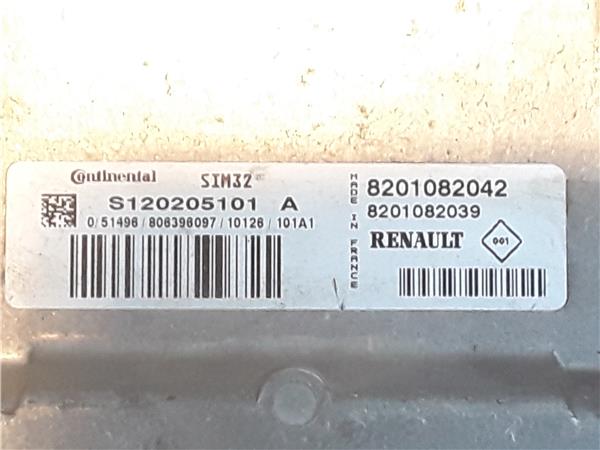 Continental SIM32
S120205101 A
0/51496/806396097/10126/101A1
MADE IN FRANCE
8201082042
8201082039
RENAULT 001